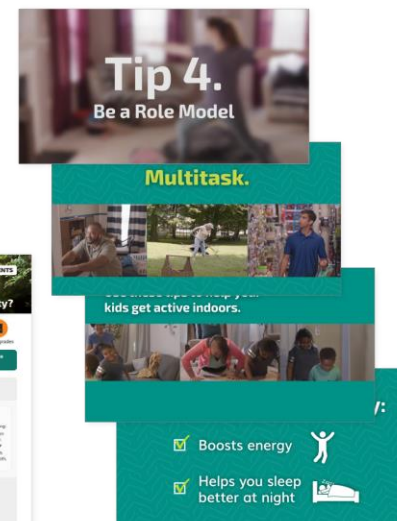 Tip 4.
Be a Role Model
Multitask.
kids get active indoors.
Boosts energy
Helps you sleep
better at night